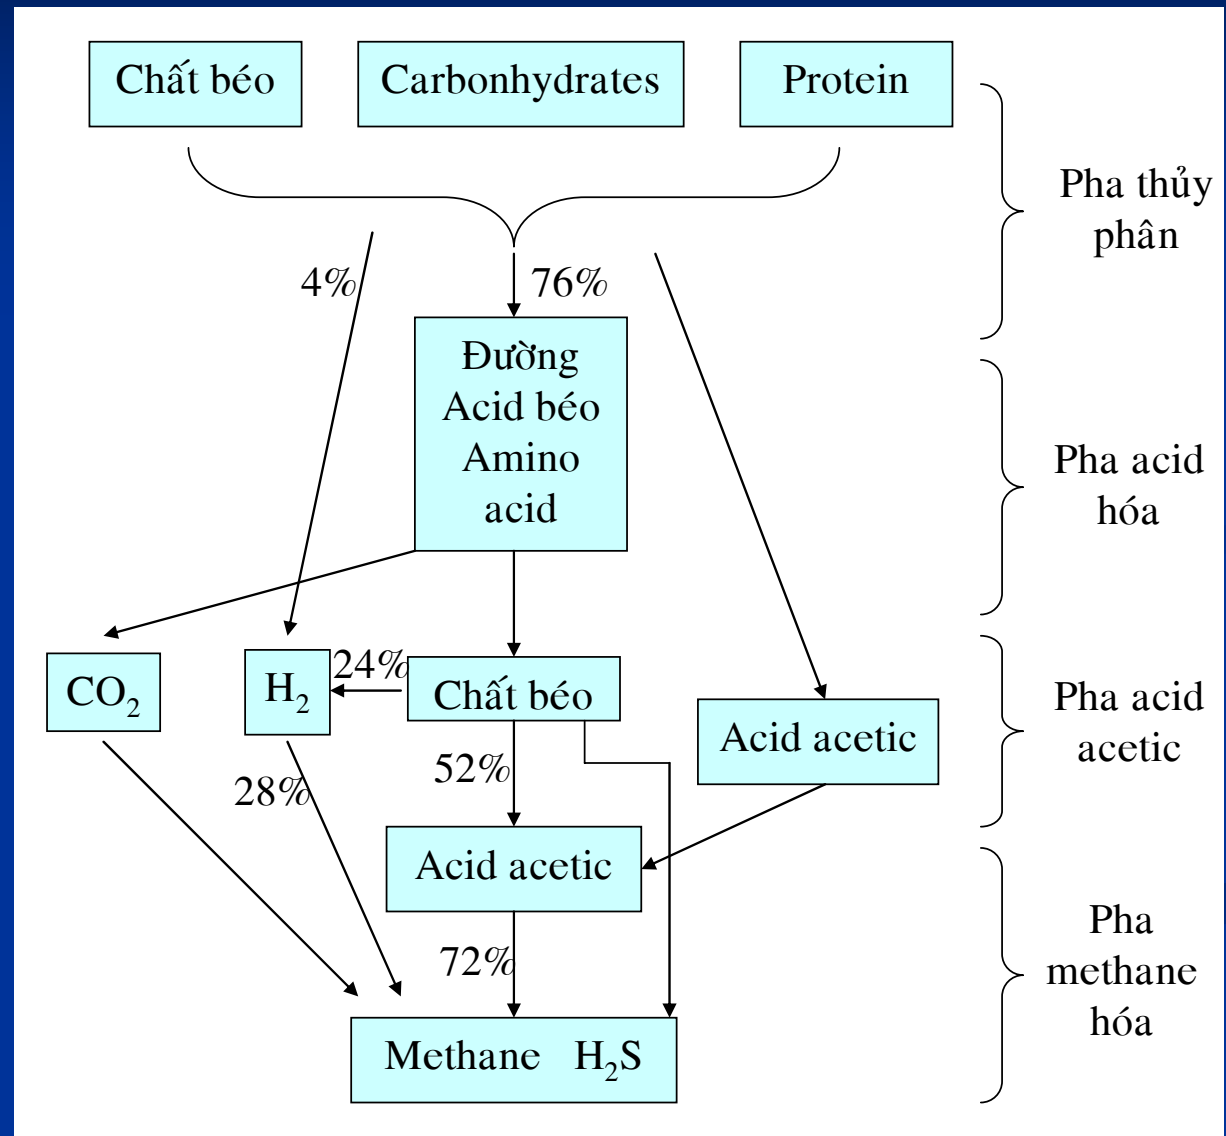 Chất béo
Carbonhydrates
Protein
Pha thủy
phân
4%
76%
Đường
Acid béo
Amino
acid
Pha acid
hóa
CO₂
H₂
24%
Chất béo
Acid acetic
Pha acid
acetic
28%
52%
Acid acetic
72%
Pha
methane
hóa
Methane H₂S